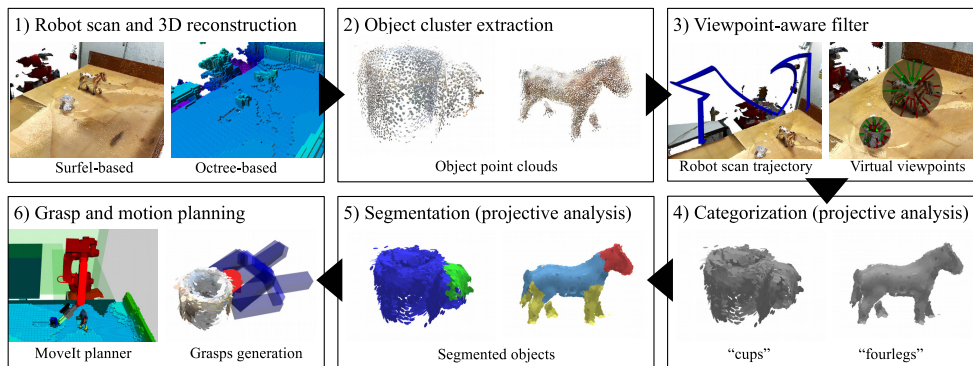 1) Robot scan and 3D reconstruction
Surfel-based
Octree-based
2) Object cluster extraction
Object point clouds
3) Viewpoint-aware filter
Robot scan trajectory
Virtual viewpoints
4) Categorization (projective analysis)
“cups”
“fourlegs”
5) Segmentation (projective analysis)
Segmented objects
6) Grasp and motion planning
MoveIt planner
Grasps generation